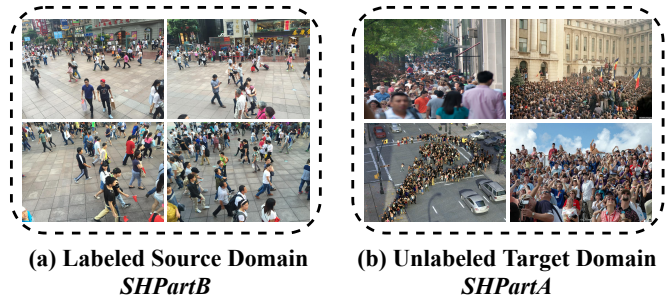 (a) Labeled Source Domain
SHPartB
(b) Unlabeled Target Domain
SHPartA